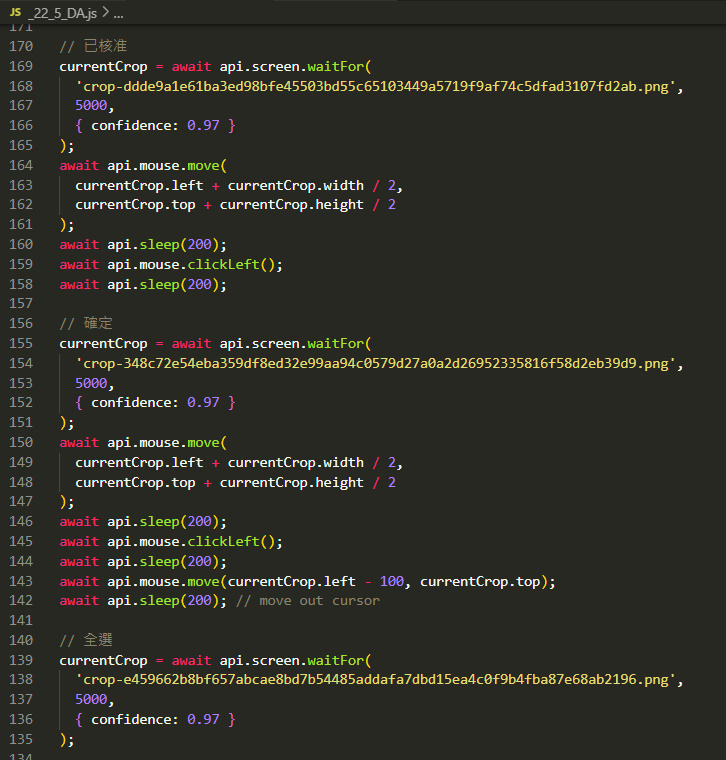 JS _22_5_DA.js > ...
171
170 // 已核准
169 currentCrop = await api.screen.waitFor(
168 'crop-ddde9a1e61ba3ed98bfe45503bd55c65103449a5719f9af74c5dfad3107fd2ab.png',
167 5000,
166 { confidence: 0.97 }
165 );
164 await api.mouse.move(
163 currentCrop.left + currentCrop.width / 2,
162 currentCrop.top + currentCrop.height / 2
161 );
160 await api.sleep(200);
159 await api.mouse.clickLeft();
158 await api.sleep(200);
157
156 // 確定
155 currentCrop = await api.screen.waitFor(
154 'crop-348c72e54eba359df8ed32e99aa94c0579d27a0a2d26952335816f58d2eb39d9.png',
153 5000,
152 { confidence: 0.97 }
151 );
150 await api.mouse.move(
149 currentCrop.left + currentCrop.width / 2,
148 currentCrop.top + currentCrop.height / 2
147 );
146 await api.sleep(200);
145 await api.mouse.clickLeft();
144 await api.sleep(200);
143 await api.mouse.move(currentCrop.left - 100, currentCrop.top);
142 await api.sleep(200); // move out cursor
141
140 // 全選
139 currentCrop = await api.screen.waitFor(
138 'crop-e459662b8bf657abcae8bd7b54485addafa7dbd15ea4c0f9b4fba87e68ab2196.png',
137 5000,
136 { confidence: 0.97 }
135 );
134